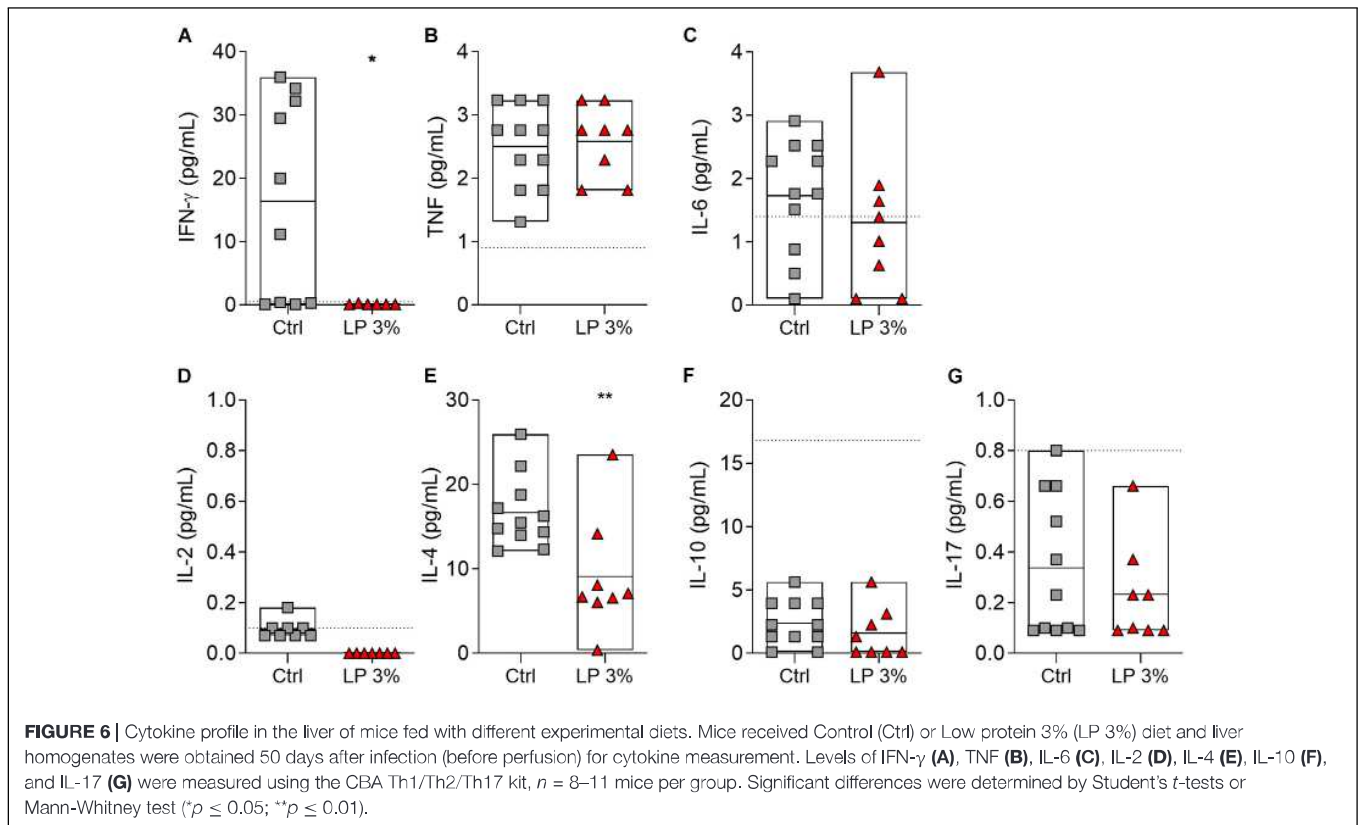 A
B
C
IFN-γ (pg/mL)
40
30
20
10
0
*
Ctrl
LP 3%
TNF (pg/mL)
4
3
2
1
0
Ctrl
LP 3%
IL-6 (pg/mL)
4
3
2
1
0
Ctrl
LP 3%
D
E
F
G
IL-2 (pg/mL)
1.0
0.8
0.6
0.4
0.2
0.0
Ctrl
LP 3%
IL-4 (pg/mL)
30
20
10
0
**
Ctrl
LP 3%
IL-10 (pg/mL)
20
15
10
5
0
Ctrl
LP 3%
IL-17 (pg/mL)
1.0
0.8
0.6
0.4
0.2
0.0
Ctrl
LP 3%
FIGURE 6 | Cytokine profile in the liver of mice fed with different experimental diets. Mice received Control (Ctrl) or Low protein 3% (LP 3%) diet and liver
homogenates were obtained 50 days after infection (before perfusion) for cytokine measurement. Levels of IFN-γ (A), TNF (B), IL-6 (C), IL-2 (D), IL-4 (E), IL-10 (F),
and IL-17 (G) were measured using the CBA Th1/Th2/Th17 kit, n = 8–11 mice per group. Significant differences were determined by Student's t-tests or
Mann-Whitney test (*p ≤ 0.05; **p ≤ 0.01).